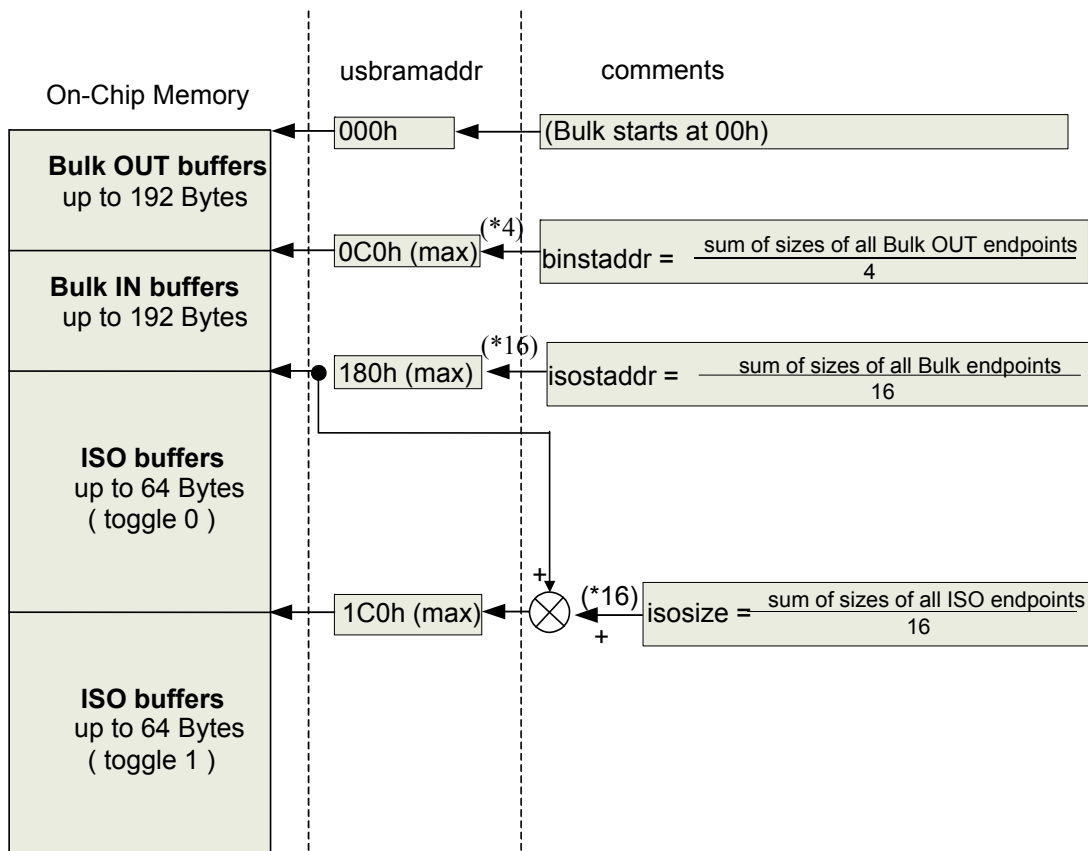 On-Chip Memory
usbramaddr
comments
000h
(Bulk starts at 00h)
Bulk OUT buffers
up to 192 Bytes
0C0h (max)
(*4)
binstaddr =
sum of sizes of all Bulk OUT endpoints
4
Bulk IN buffers
up to 192 Bytes
180h (max)
(*16)
isostaddr =
sum of sizes of all Bulk endpoints
16
ISO buffers
up to 64 Bytes
( toggle 0 )
+
1C0h (max)
(*16)
+
isosize =
sum of sizes of all ISO endpoints
16
ISO buffers
up to 64 Bytes
( toggle 1 )